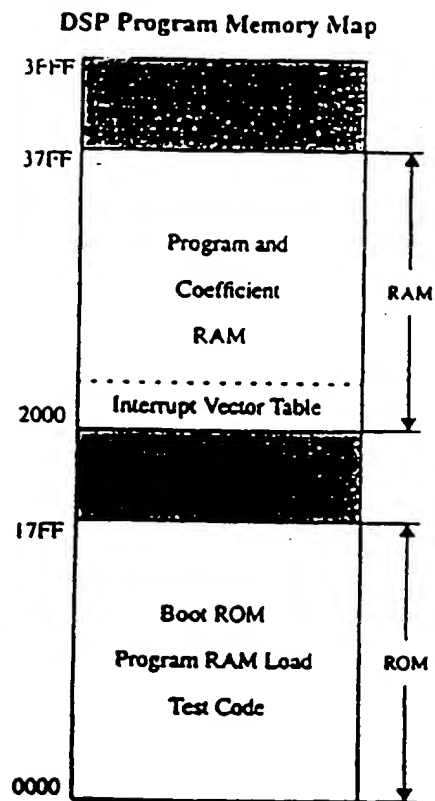 DSP Program Memory Map
3FFF
37FF
Program and
Coefficient
RAM
RAM
Interrupt Vector Table
2000
17FF
Boot ROM
Program RAM Load
Test Code
ROM
0000